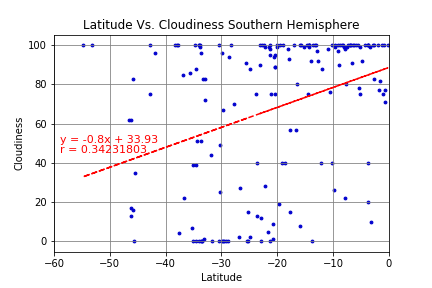 Latitude Vs. Cloudiness Southern Hemisphere
100
80
60
40
20
0
Cloudiness
y = -0.8x + 33.93
r = 0.34231803
−60
−50
−40
−30
−20
−10
0
Latitude